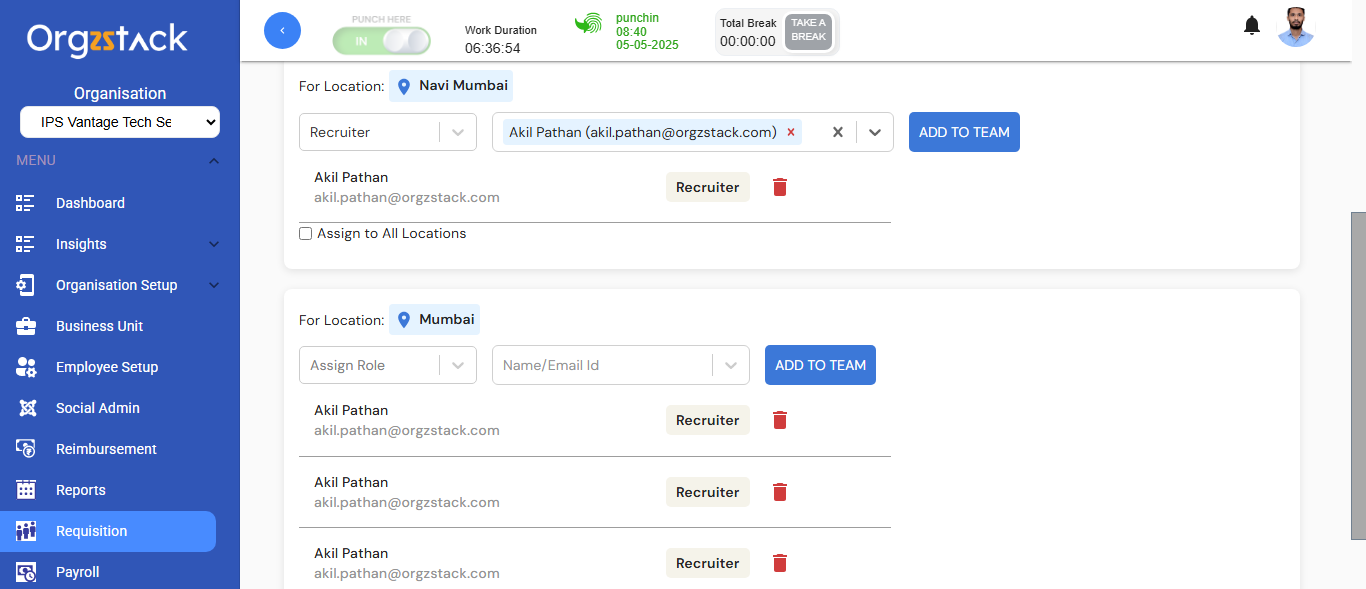 Orgzstack
Organisation
IPS Vantage Tech Se
MENU
Dashboard
Insights
Organisation Setup
Business Unit
Employee Setup
Social Admin
Reimbursement
Reports
Requisition
Payroll
PUNCH HERE
IN
Work Duration
06:36:54
punchin
08:40
05-05-2025
Total Break
00:00:00
TAKE A
BREAK
For Location: Navi Mumbai
Recruiter
Akil Pathan (akil.pathan@orgzstack.com)
ADD TO TEAM
Akil Pathan
akil.pathan@orgzstack.com
Recruiter
Assign to All Locations
For Location: Mumbai
Assign Role
Name/Email Id
ADD TO TEAM
Akil Pathan
akil.pathan@orgzstack.com
Recruiter
Akil Pathan
akil.pathan@orgzstack.com
Recruiter
Akil Pathan
akil.pathan@orgzstack.com
Recruiter